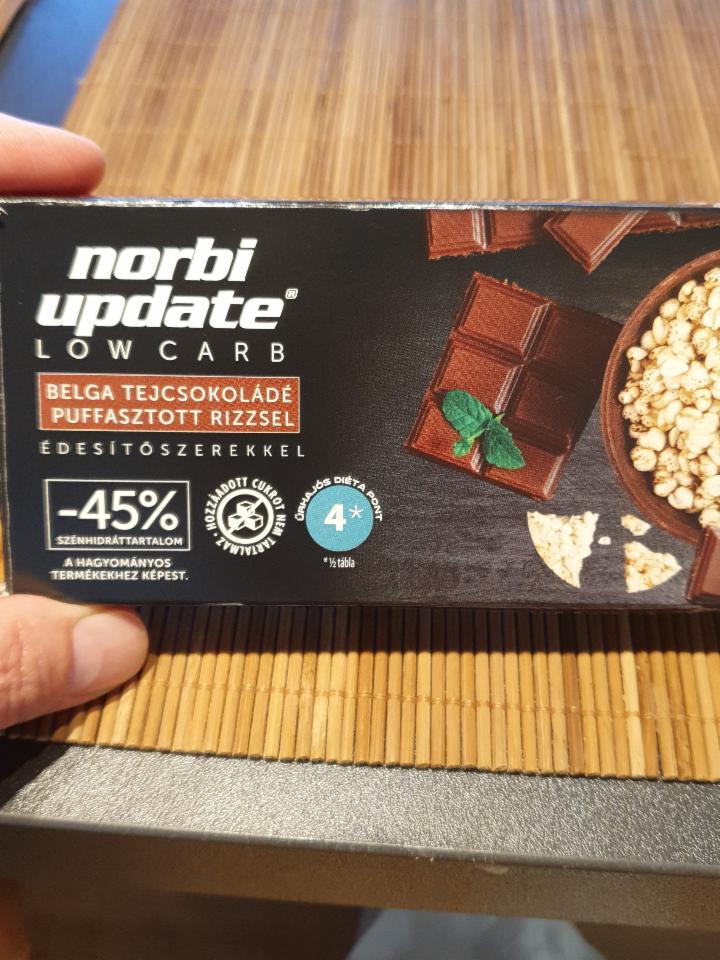 norbi
update®
LOW CARB
BELGA TEJCSOKOLÁDÉ
PUFFASZTOTT RIZZSEL
ÉDESÍTŐSZEREKKEL
-45%
SZÉNHIDRÁTTARTALOM
A HAGYOMÁNYOS
TERMÉKEKHEZ KÉPEST.
• HOZZÁADOTT CUKROT NEM TARTALMAZ
ŰRHAJÓS DIÉTA PONT
4*
*½ tábla